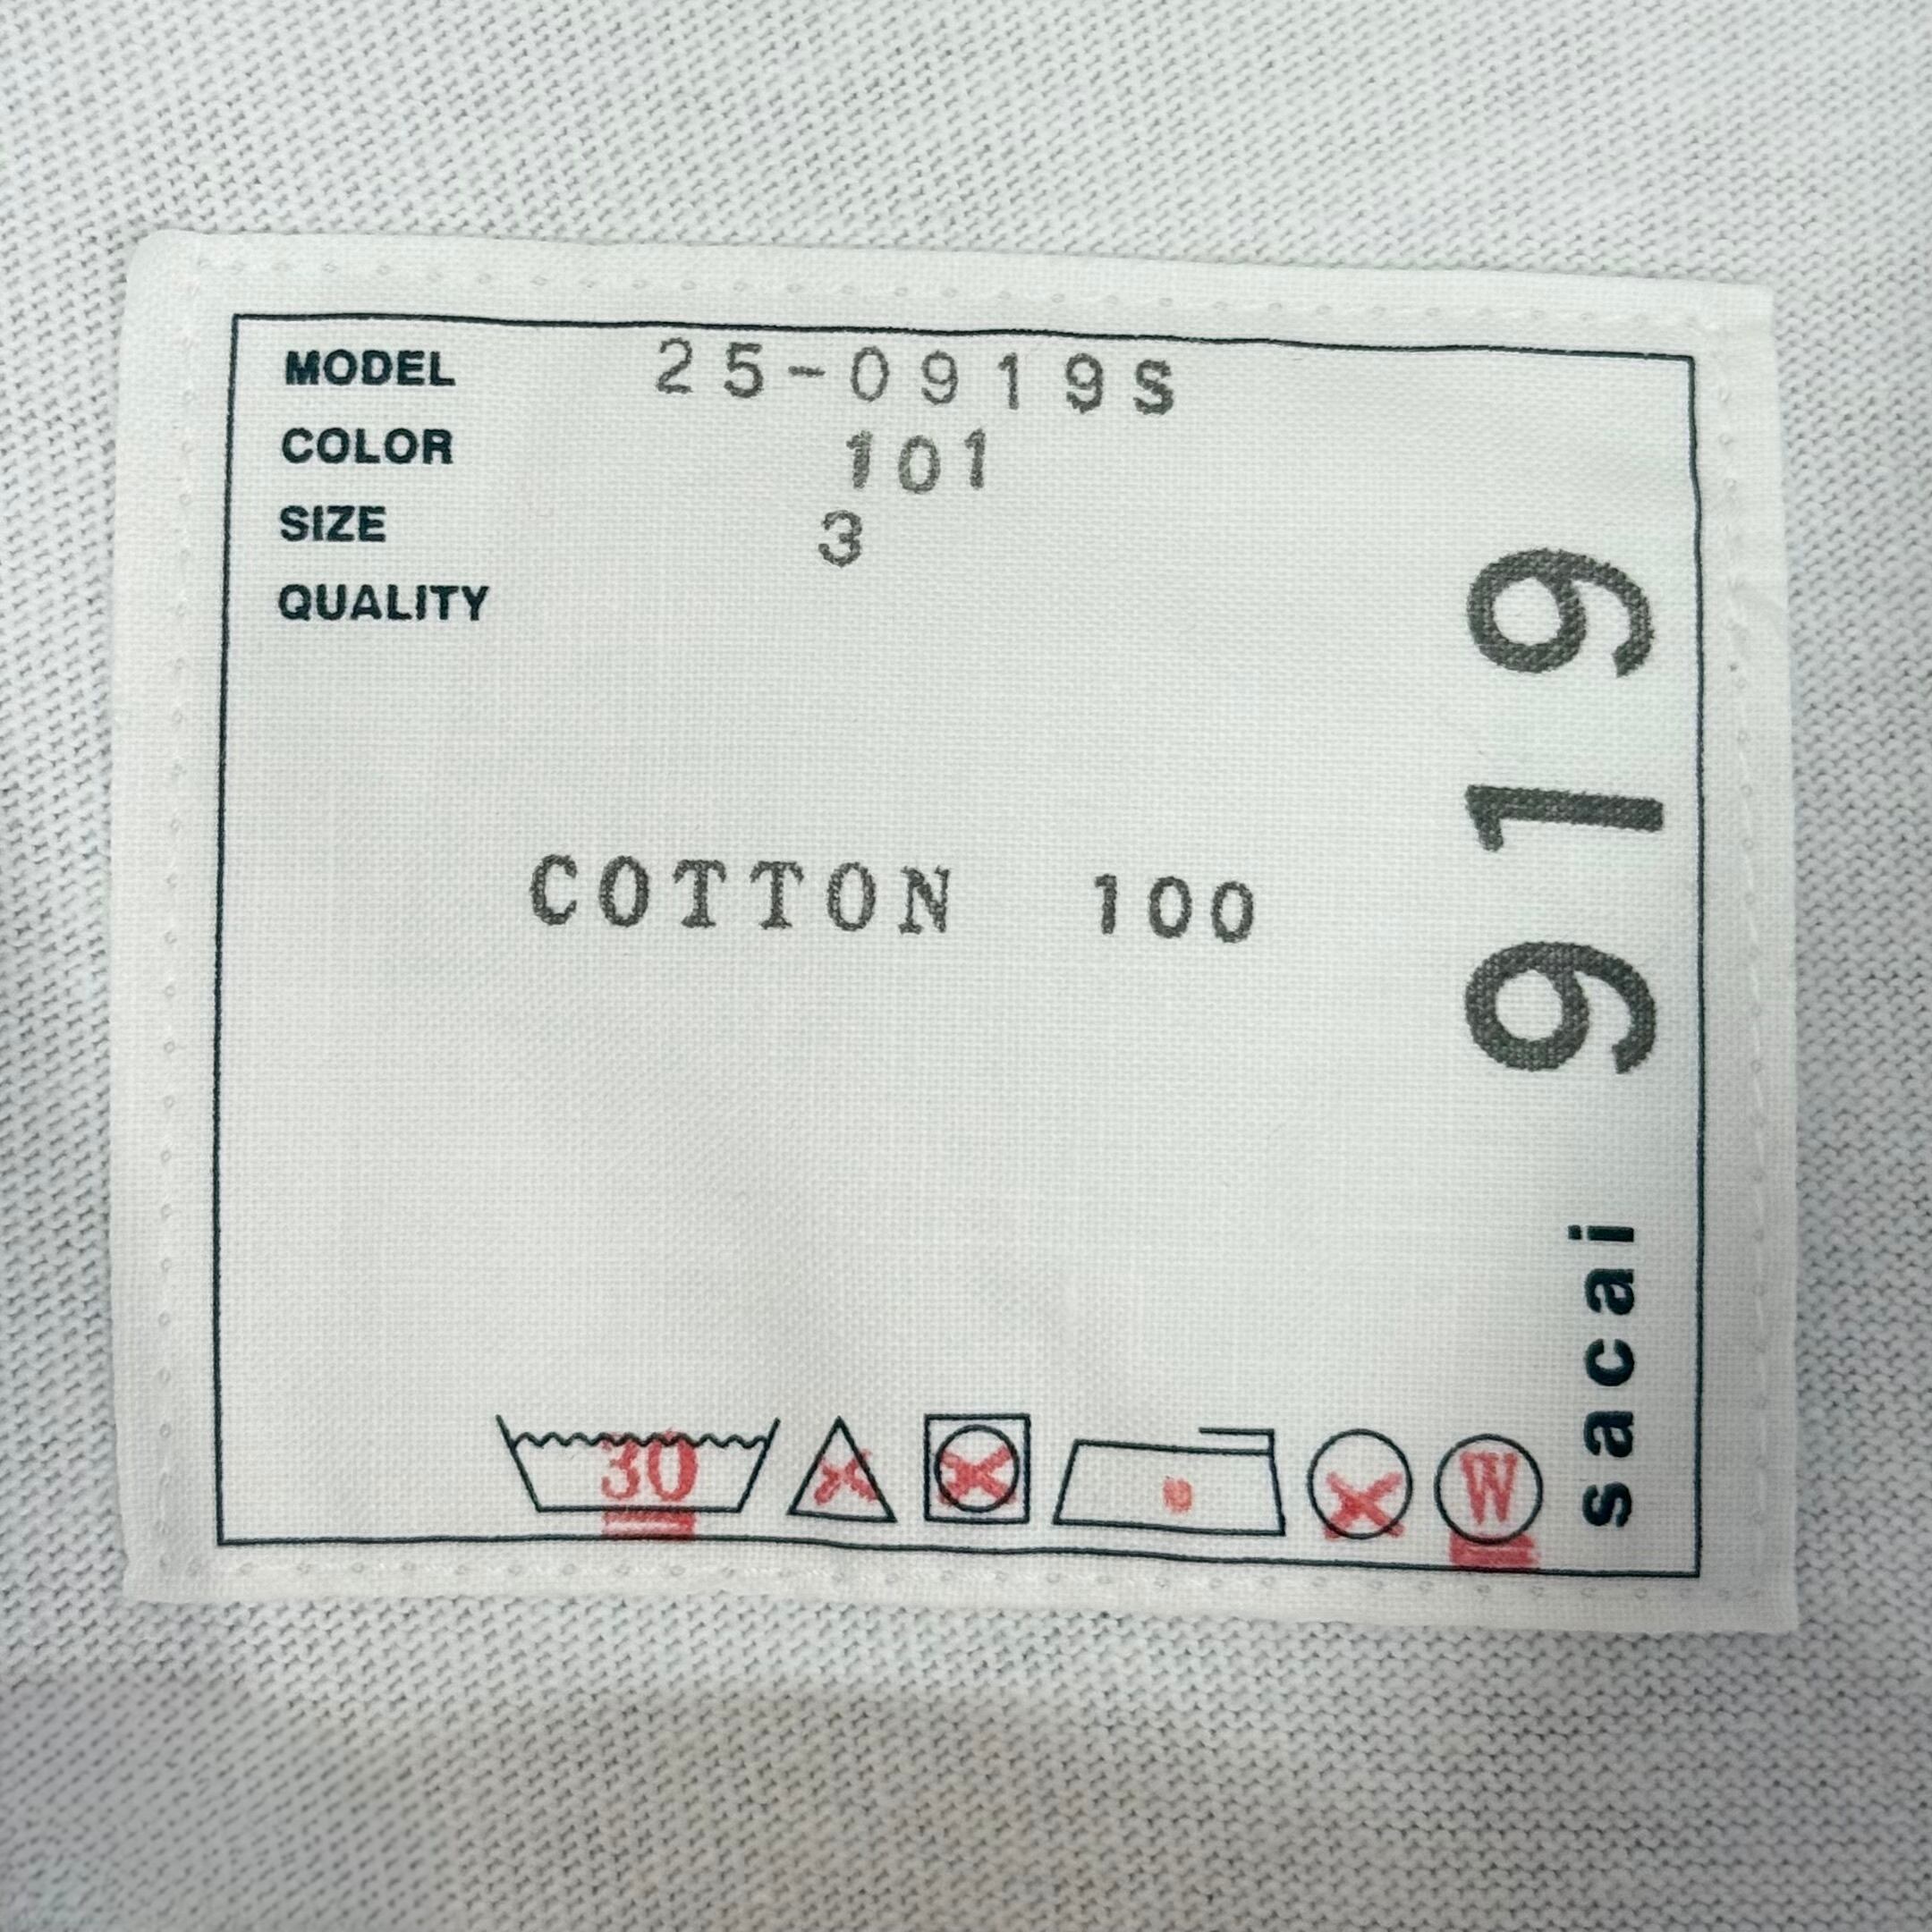 MODEL 25-0919S
COLOR 101
SIZE 3
QUALITY
COTTON 100
30
W
sacai 919